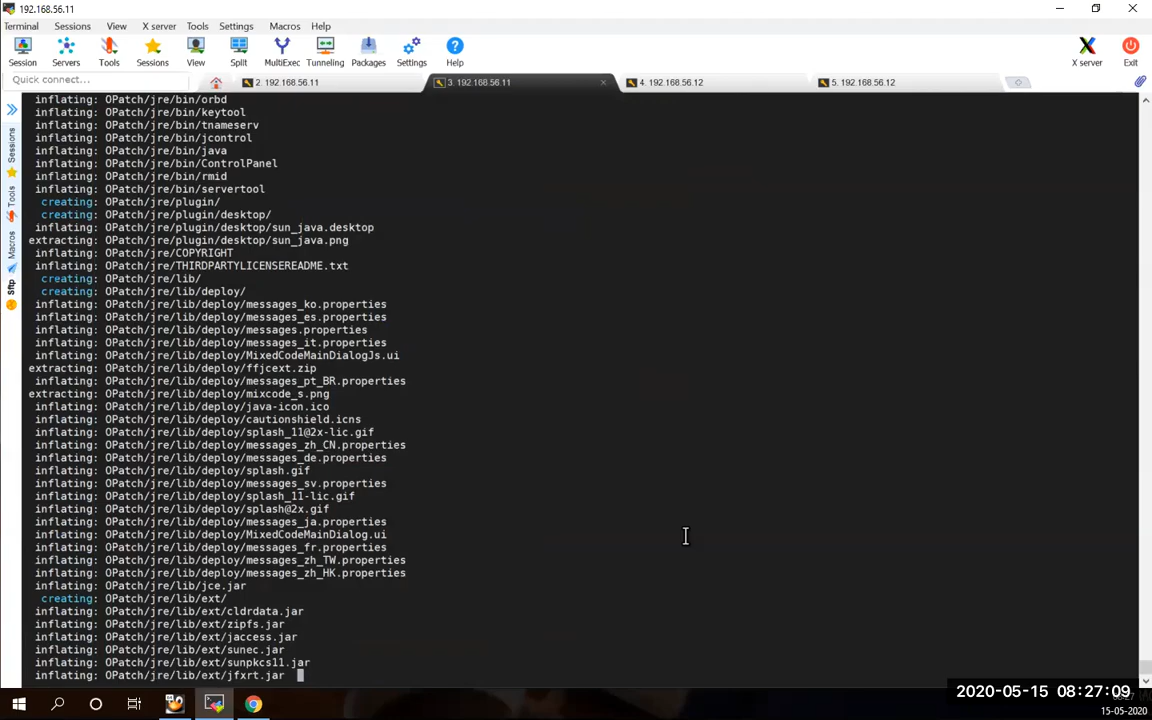 192.168.56.11
Terminal Sessions View X server Tools Settings Macros Help
Session Servers Tools Sessions View Split MultiExec Tunneling Packages Settings Help X server Exit
Quick connect... 2. 192.168.56.11 3. 192.168.56.11 4. 192.168.56.12 5. 192.168.56.12
Sessions
Tools
Macros
Sftp
inflating: OPatch/jre/bin/orbd
inflating: OPatch/jre/bin/keytool
inflating: OPatch/jre/bin/tnameserv
inflating: OPatch/jre/bin/jcontrol
inflating: OPatch/jre/bin/java
inflating: OPatch/jre/bin/ControlPanel
inflating: OPatch/jre/bin/rmid
inflating: OPatch/jre/bin/servertool
creating: OPatch/jre/plugin/
creating: OPatch/jre/plugin/desktop/
inflating: OPatch/jre/plugin/desktop/sun_java.desktop
extracting: OPatch/jre/plugin/desktop/sun_java.png
inflating: OPatch/jre/COPYRIGHT
inflating: OPatch/jre/THIRDPARTYLICENSEREADME.txt
creating: OPatch/jre/lib/
creating: OPatch/jre/lib/deploy/
inflating: OPatch/jre/lib/deploy/messages_ko.properties
inflating: OPatch/jre/lib/deploy/messages_es.properties
inflating: OPatch/jre/lib/deploy/messages.properties
inflating: OPatch/jre/lib/deploy/messages_it.properties
inflating: OPatch/jre/lib/deploy/MixedCodeMainDialogJs.ui
extracting: OPatch/jre/lib/deploy/ffjcext.zip
inflating: OPatch/jre/lib/deploy/messages_pt_BR.properties
extracting: OPatch/jre/lib/deploy/mixcode_s.png
inflating: OPatch/jre/lib/deploy/java-icon.ico
inflating: OPatch/jre/lib/deploy/cautionshield.icns
inflating: OPatch/jre/lib/deploy/splash_11@2x-lic.gif
inflating: OPatch/jre/lib/deploy/messages_zh_CN.properties
inflating: OPatch/jre/lib/deploy/messages_de.properties
inflating: OPatch/jre/lib/deploy/splash.gif
inflating: OPatch/jre/lib/deploy/messages_sv.properties
inflating: OPatch/jre/lib/deploy/splash_11-lic.gif
inflating: OPatch/jre/lib/deploy/splash@2x.gif
inflating: OPatch/jre/lib/deploy/messages_ja.properties
inflating: OPatch/jre/lib/deploy/MixedCodeMainDialog.ui
inflating: OPatch/jre/lib/deploy/messages_fr.properties
inflating: OPatch/jre/lib/deploy/messages_zh_TW.properties
inflating: OPatch/jre/lib/deploy/messages_zh_HK.properties
inflating: OPatch/jre/lib/jce.jar
creating: OPatch/jre/lib/ext/
inflating: OPatch/jre/lib/ext/cldrdata.jar
inflating: OPatch/jre/lib/ext/zipfs.jar
inflating: OPatch/jre/lib/ext/jaccess.jar
inflating: OPatch/jre/lib/ext/sunec.jar
inflating: OPatch/jre/lib/ext/sunpkcs11.jar
inflating: OPatch/jre/lib/ext/jfxrt.jar
2020-05-15 08:27:09
15-05-2020